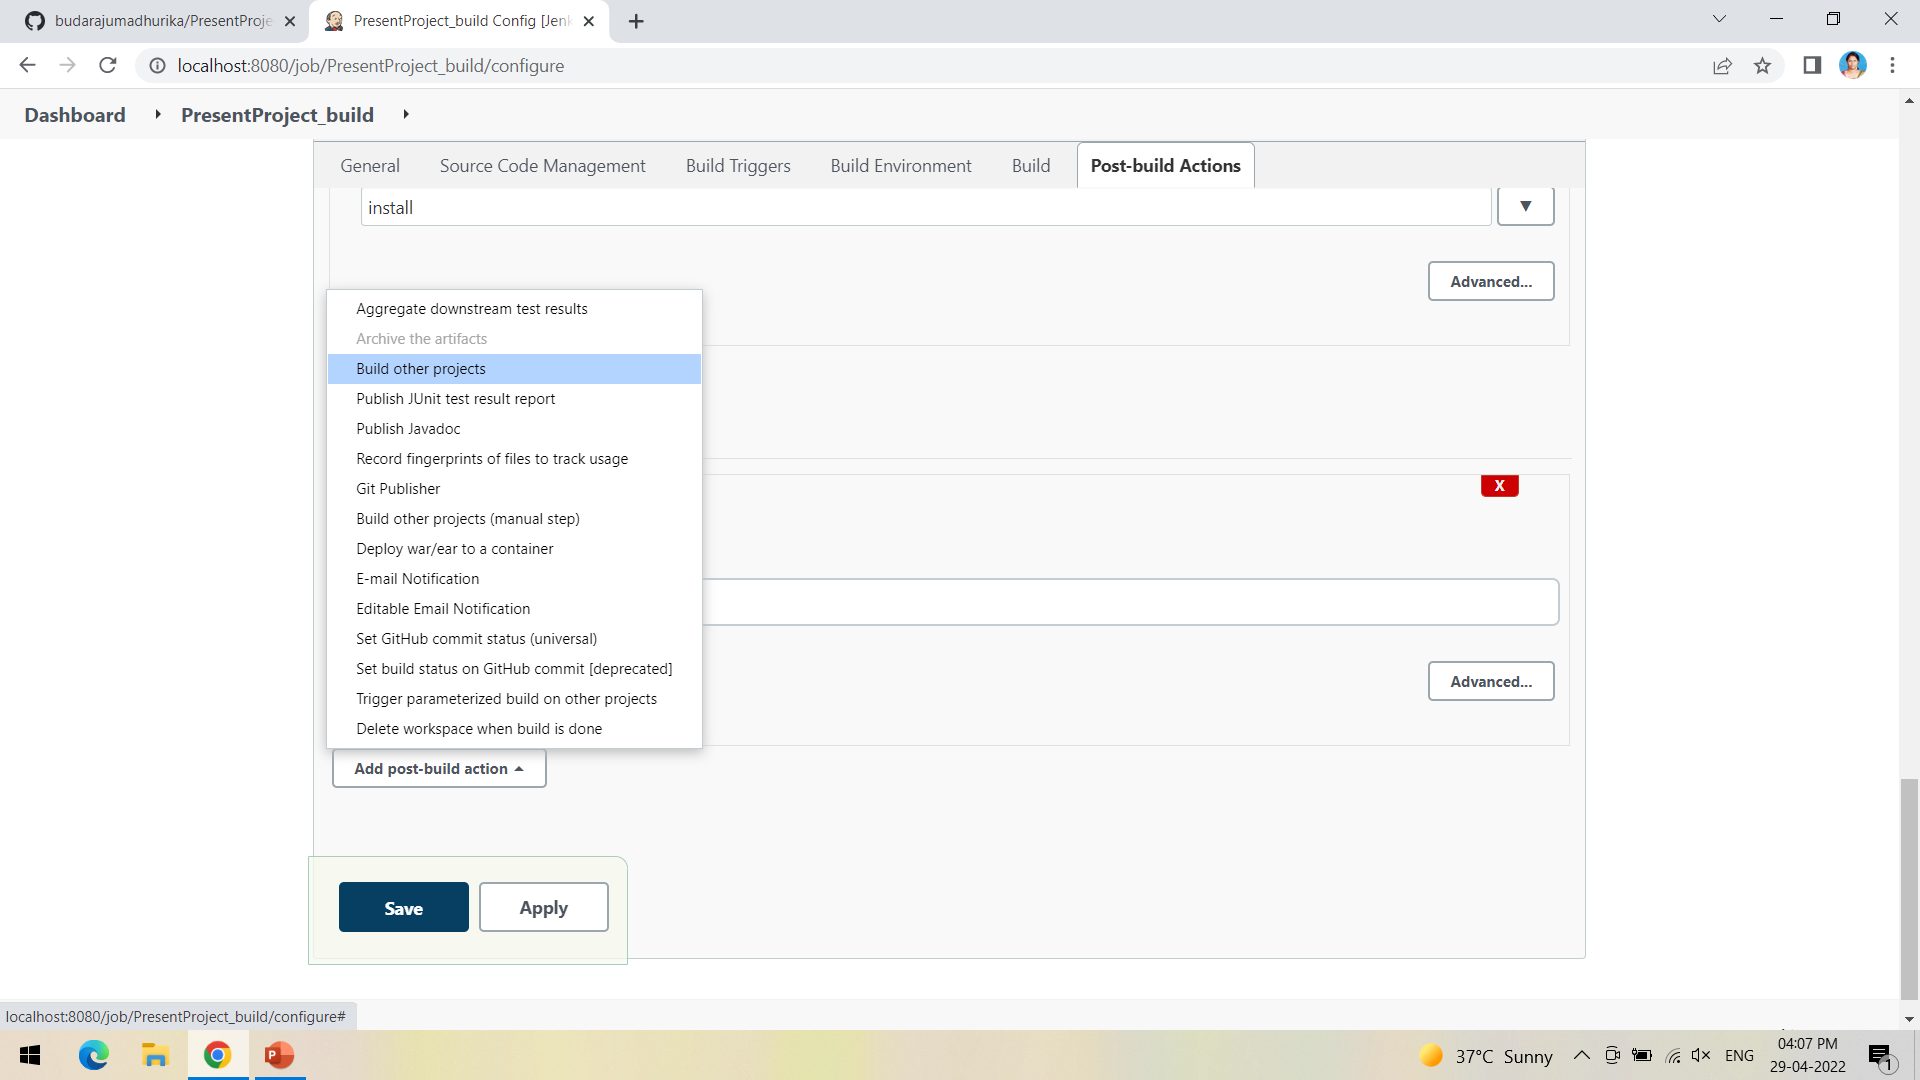 budarajumadhurika/PresentProje
PresentProject_build Config [Jenk
localhost:8080/job/PresentProject_build/configure
Dashboard
PresentProject_build
General
Source Code Management
Build Triggers
Build Environment
Build
Post-build Actions
install
Advanced...
Aggregate downstream test results
Archive the artifacts
Build other projects
Publish JUnit test result report
Publish Javadoc
Record fingerprints of files to track usage
X
Git Publisher
Build other projects (manual step)
Deploy war/ear to a container
E-mail Notification
Editable Email Notification
Set GitHub commit status (universal)
Set build status on GitHub commit [deprecated]
Advanced...
Trigger parameterized build on other projects
Delete workspace when build is done
Add post-build action
Save
Apply
localhost:8080/job/PresentProject_build/configure#
P
37°C Sunny
ENG
04:07 PM
29-04-2022
1